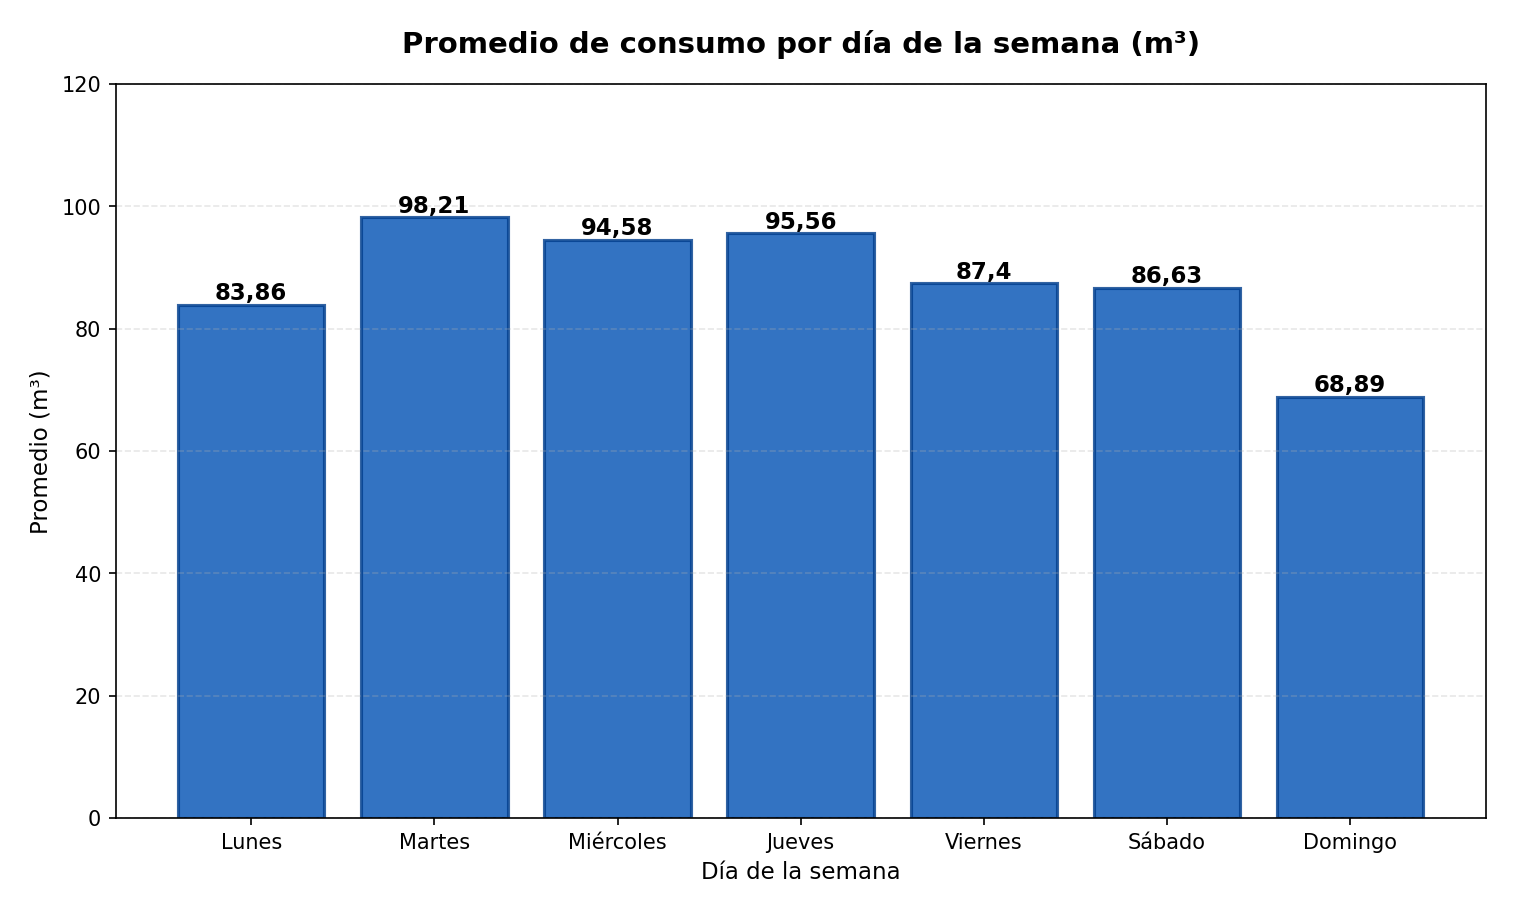 Promedio de consumo por día de la semana (m³)
120
100
80
60
40
20
0
Promedio (m³)
83,86
98,21
94,58
95,56
87,4
86,63
68,89
Lunes
Martes
Miércoles
Jueves
Viernes
Sábado
Domingo
Día de la semana